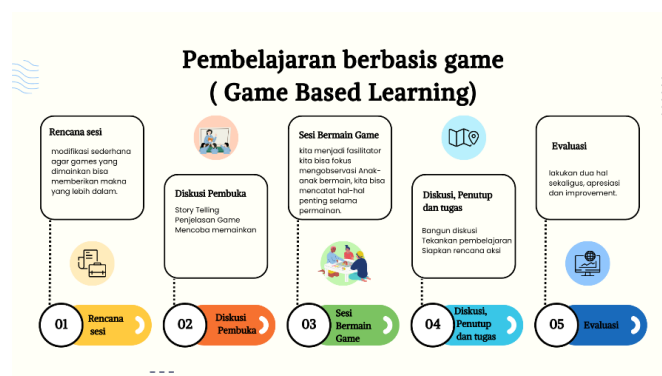 Pembelajaran berbasis game
( Game Based Learning)
Rencana sesi
modifikasi sederhana
agar games yang
dimainkan bisa
memberikan makna
yang lebih dalam.
Diskusi Pembuka
Story Telling
Penjelasan Game
Mencoba memainkan
Sesi Bermain Game
kita menjadi fasilitator
kita bisa fokus
mengobservasi Anak-
anak bermain, kita bisa
mencatat hal-hal
penting selama
permainan.
Diskusi, Penutup
dan tugas
Bangun diskusi
Tekankan pembelajaran
Siapkan rencana aksi
Evaluasi
lakukan dua hal
sekaligus, apresiasi
dan improvement.
01
Rencana
sesi
02
Diskusi
Pembuka
03
Sesi
Bermain
Game
04
Diskusi,
Penutup
dan tugas
05
Evaluasi